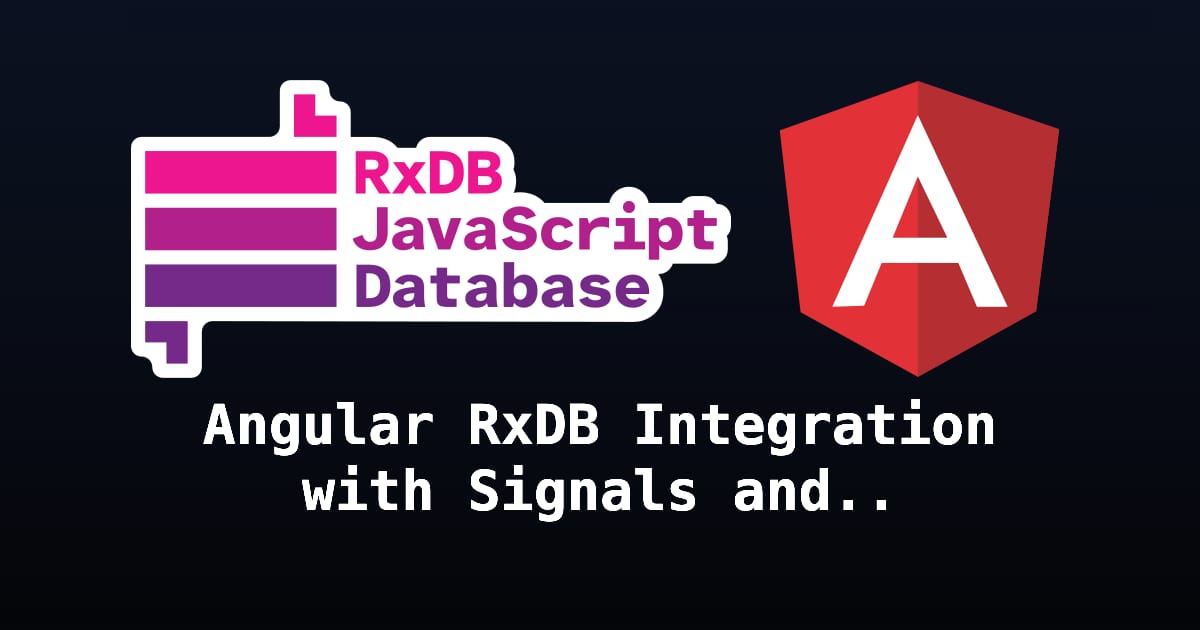 RxDB
JavaScript
Database
A
Angular RxDB Integration
with Signals and..